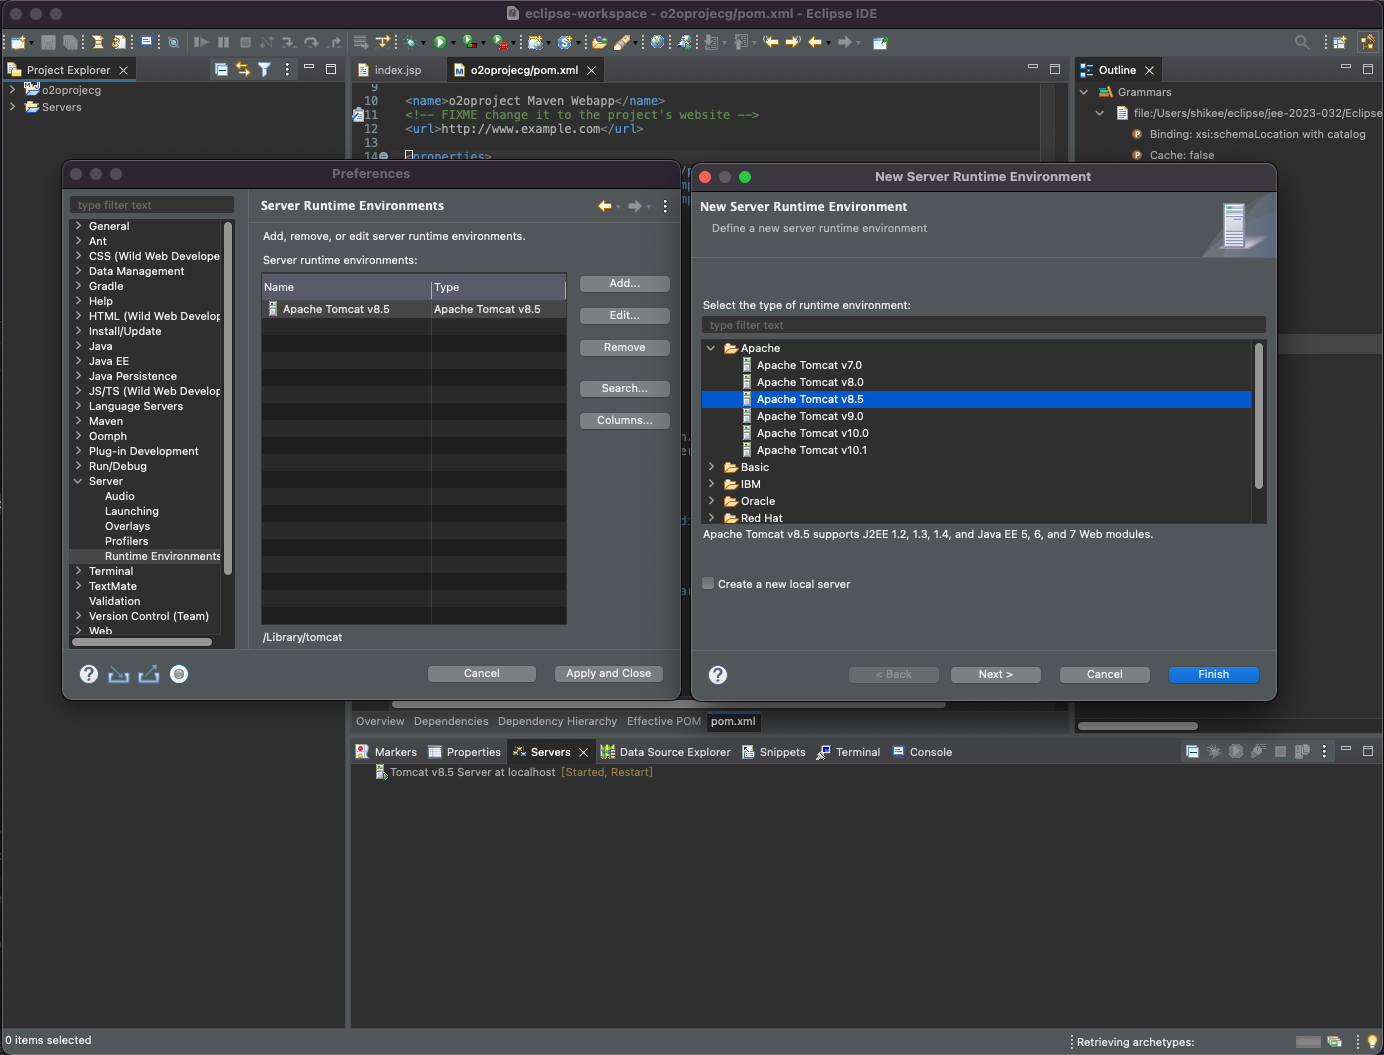 eclipse-workspace - o2oprojecg/pom.xml - Eclipse IDE
Project Explorer
o2oprojecg
Servers
index.jsp
o2oprojecg/pom.xml
9
10 <name>o2oproject Maven Webapp</name>
11 <!-- FIXME change it to the project's website -->
12 <url>http://www.example.com</url>
13
14 <properties>
Outline
Grammars
file:/Users/shikee/eclipse/jee-2023-032/Eclipse
Binding: xsi:schemaLocation with catalog
Cache: false
Preferences
type filter text
General
Ant
CSS (Wild Web Develope
Data Management
Gradle
Help
HTML (Wild Web Develop
Install/Update
Java
Java EE
Java Persistence
JS/TS (Wild Web Develop
Language Servers
Maven
Oomph
Plug-in Development
Run/Debug
Server
Audio
Launching
Overlays
Profilers
Runtime Environments
Terminal
TextMate
Validation
Version Control (Team)
Web
Server Runtime Environments
Add, remove, or edit server runtime environments.
Server runtime environments:
Name Type
Apache Tomcat v8.5 Apache Tomcat v8.5
Add...
Edit...
Remove
Search...
Columns...
/Library/tomcat
Cancel Apply and Close
New Server Runtime Environment
New Server Runtime Environment
Define a new server runtime environment
Select the type of runtime environment:
type filter text
Apache
Apache Tomcat v7.0
Apache Tomcat v8.0
Apache Tomcat v8.5
Apache Tomcat v9.0
Apache Tomcat v10.0
Apache Tomcat v10.1
Basic
IBM
Oracle
Red Hat
Apache Tomcat v8.5 supports J2EE 1.2, 1.3, 1.4, and Java EE 5, 6, and 7 Web modules.
Create a new local server
< Back Next > Cancel Finish
Overview Dependencies Dependency Hierarchy Effective POM pom.xml
Markers Properties Servers Data Source Explorer Snippets Terminal Console
Tomcat v8.5 Server at localhost [Started, Restart]
0 items selected
Retrieving archetypes: